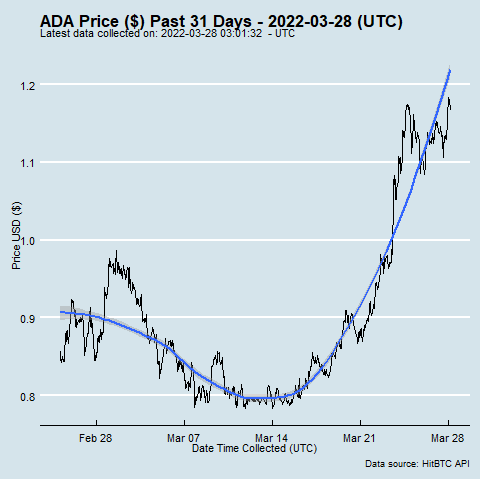 ADA Price ($) Past 31 Days - 2022-03-28 (UTC)
Latest data collected on: 2022-03-28 03:01:32 - UTC
1.2
1.1
1.0
0.9
0.8
Price USD ($)
Feb 28 Mar 07 Mar 14 Mar 21 Mar 28
Date Time Collected (UTC)
Data source: HitBTC API